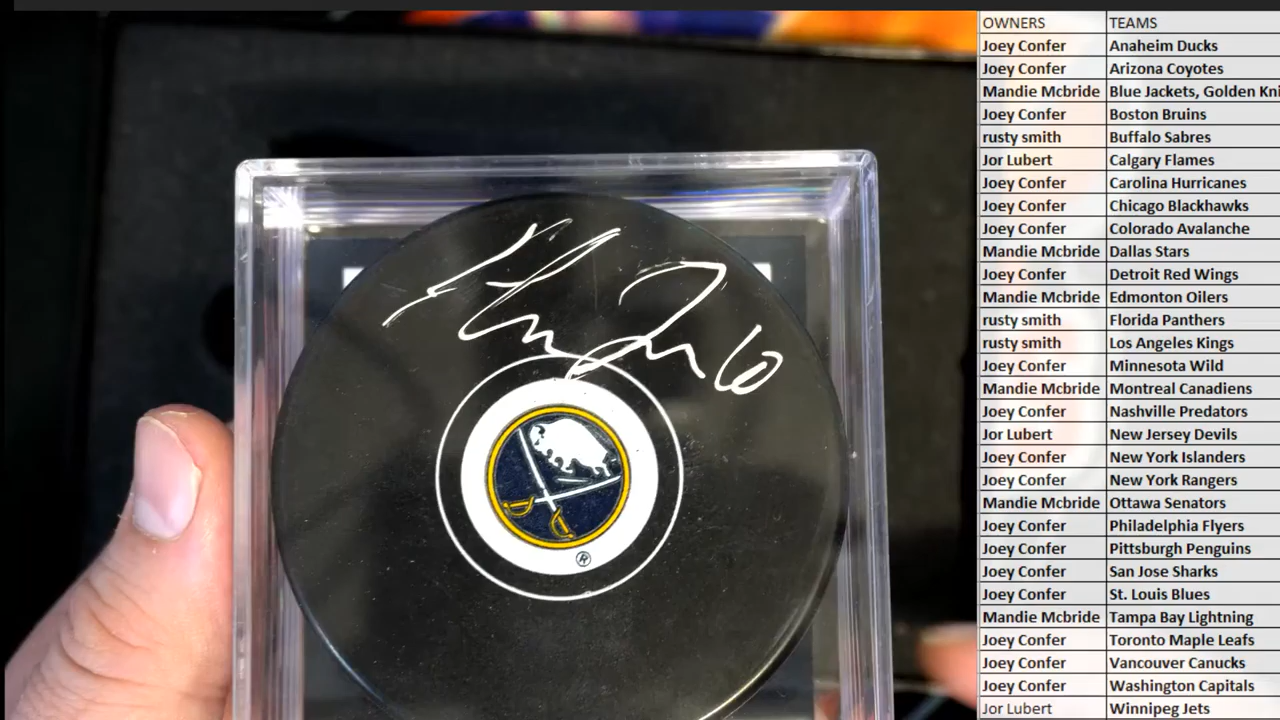 ®
OWNERS TEAMS
Joey Confer Anaheim Ducks
Joey Confer Arizona Coyotes
Mandie Mcbride Blue Jackets, Golden Kni
Joey Confer Boston Bruins
rusty smith Buffalo Sabres
Jor Lubert Calgary Flames
Joey Confer Carolina Hurricanes
Joey Confer Chicago Blackhawks
Joey Confer Colorado Avalanche
Mandie Mcbride Dallas Stars
Joey Confer Detroit Red Wings
Mandie Mcbride Edmonton Oilers
rusty smith Florida Panthers
rusty smith Los Angeles Kings
Joey Confer Minnesota Wild
Mandie Mcbride Montreal Canadiens
Joey Confer Nashville Predators
Jor Lubert New Jersey Devils
Joey Confer New York Islanders
Joey Confer New York Rangers
Mandie Mcbride Ottawa Senators
Joey Confer Philadelphia Flyers
Joey Confer Pittsburgh Penguins
Joey Confer San Jose Sharks
Joey Confer St. Louis Blues
Mandie Mcbride Tampa Bay Lightning
Joey Confer Toronto Maple Leafs
Joey Confer Vancouver Canucks
Joey Confer Washington Capitals
Jor Lubert Winnipeg Jets